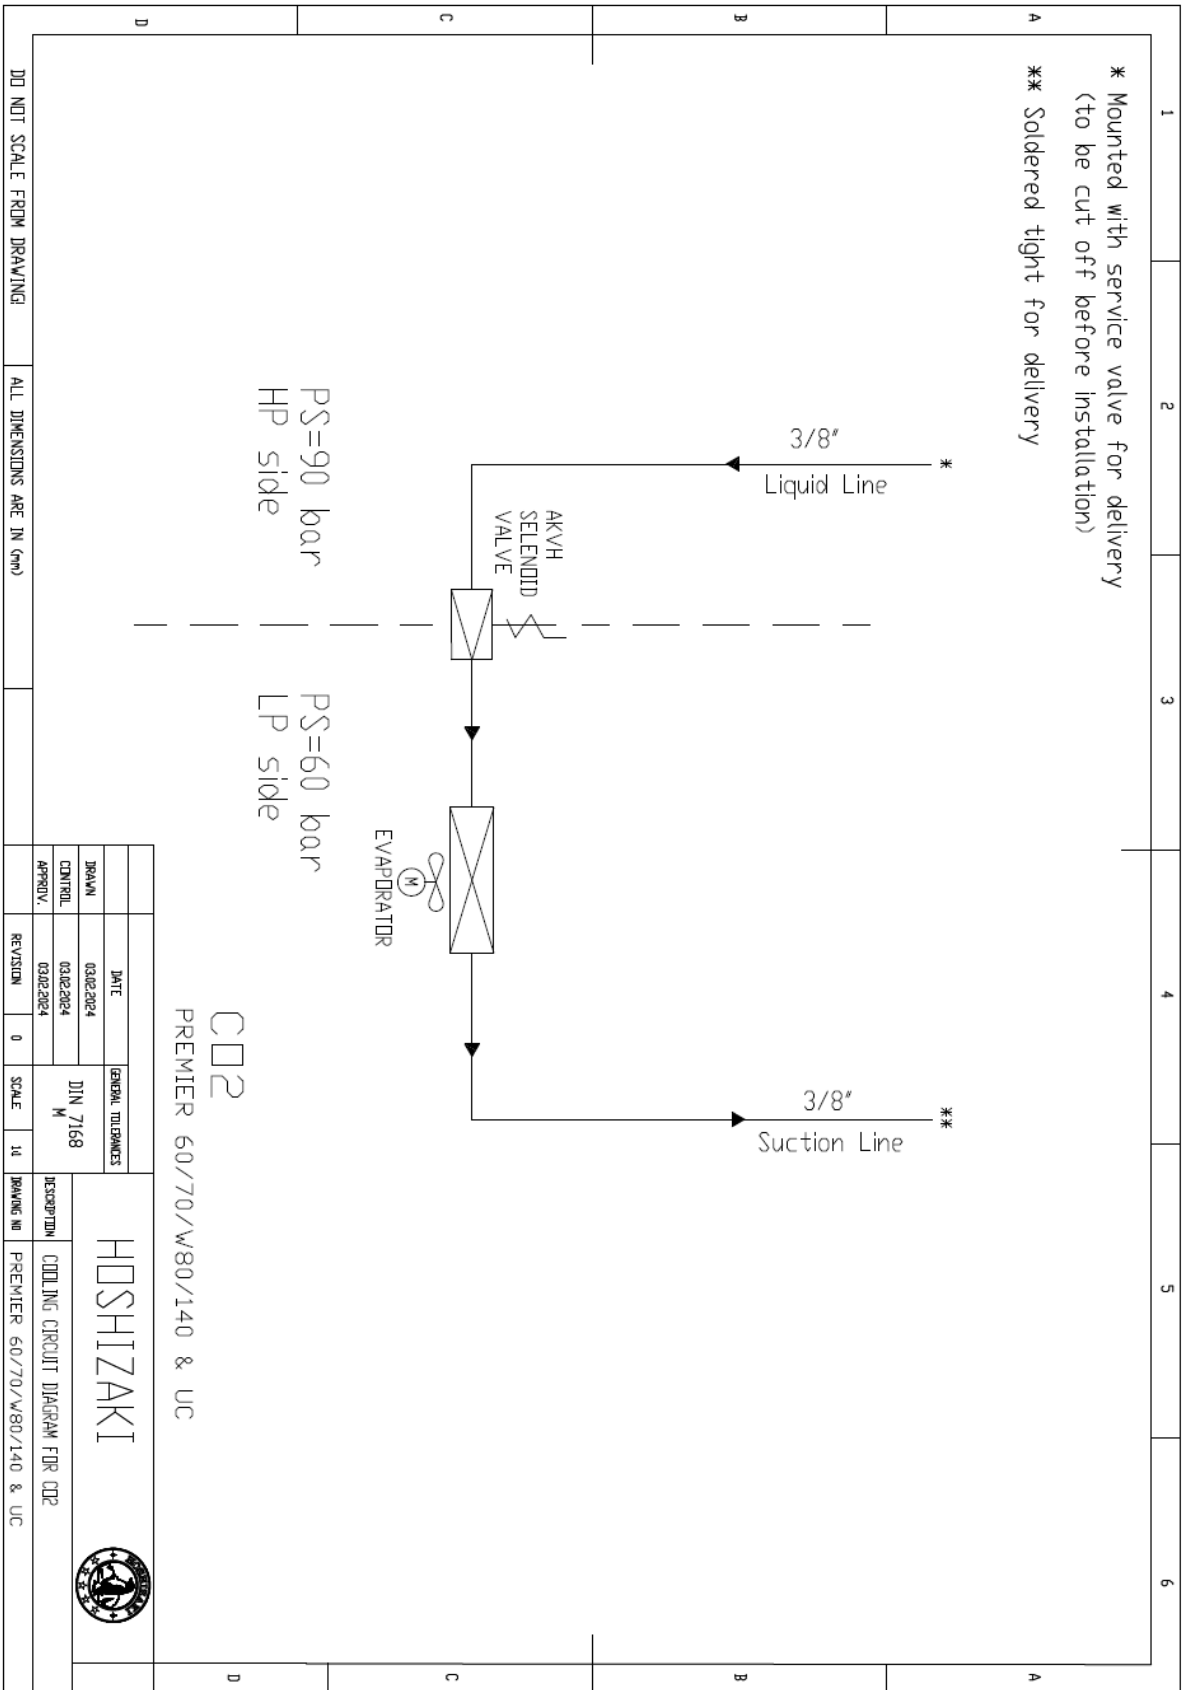 1
2
3
4
5
6
A
A
B
B
C
C
D
D
* Mounted with service valve for delivery
(to be cut off before installation)
** Soldered tight for delivery
*
3/8"
Liquid Line
**
3/8"
Suction Line
AKVH
SELENOID
VALVE
EVAPORATOR
M
PS=90 bar
HP side
PS=60 bar
LP side
CO2
PREMIER 60/70/W80/140 & UC
DATE
GENERAL TOLERANCES
DRAWN
03.02.2024
CONTROL
03.02.2024
APPROV.
03.02.2024
DIN 7168
M
HOSHIZAKI
HOSHIZAKI
DESCRIPTION
COOLING CIRCUIT DIAGRAM FOR CO2
DO NOT SCALE FROM DRAWING!
ALL DIMENSIONS ARE IN (mm)
REVISION
0
SCALE
1:1
DRAWING NO
PREMIER 60/70/W80/140 & UC